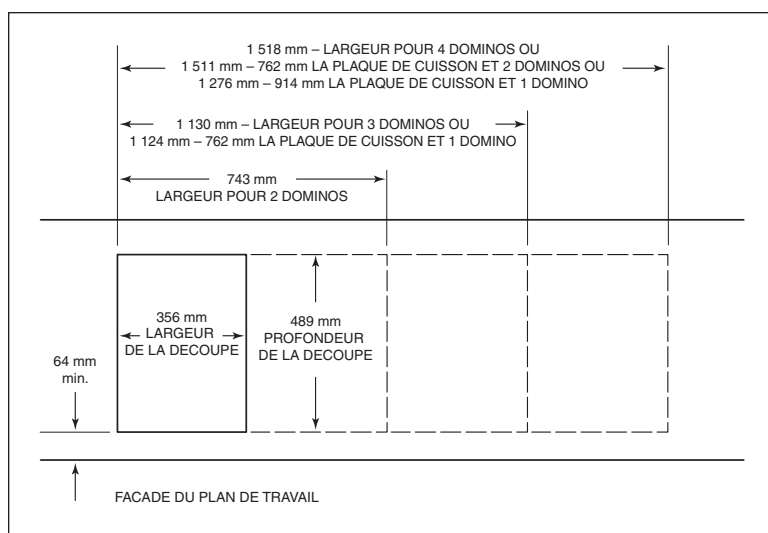 1 518 mm – LARGEUR POUR 4 DOMINOS OU
1 511 mm – 762 mm LA PLAQUE DE CUISSON ET 2 DOMINOS OU
1 276 mm – 914 mm LA PLAQUE DE CUISSON ET 1 DOMINO
1 130 mm – LARGEUR POUR 3 DOMINOS OU
1 124 mm – 762 mm LA PLAQUE DE CUISSON ET 1 DOMINO
743 mm
LARGEUR POUR 2 DOMINOS
356 mm
LARGEUR
DE LA DECOUPE
489 mm
PROFONDEUR
DE LA DECOUPE
64 mm
min.
FACADE DU PLAN DE TRAVAIL